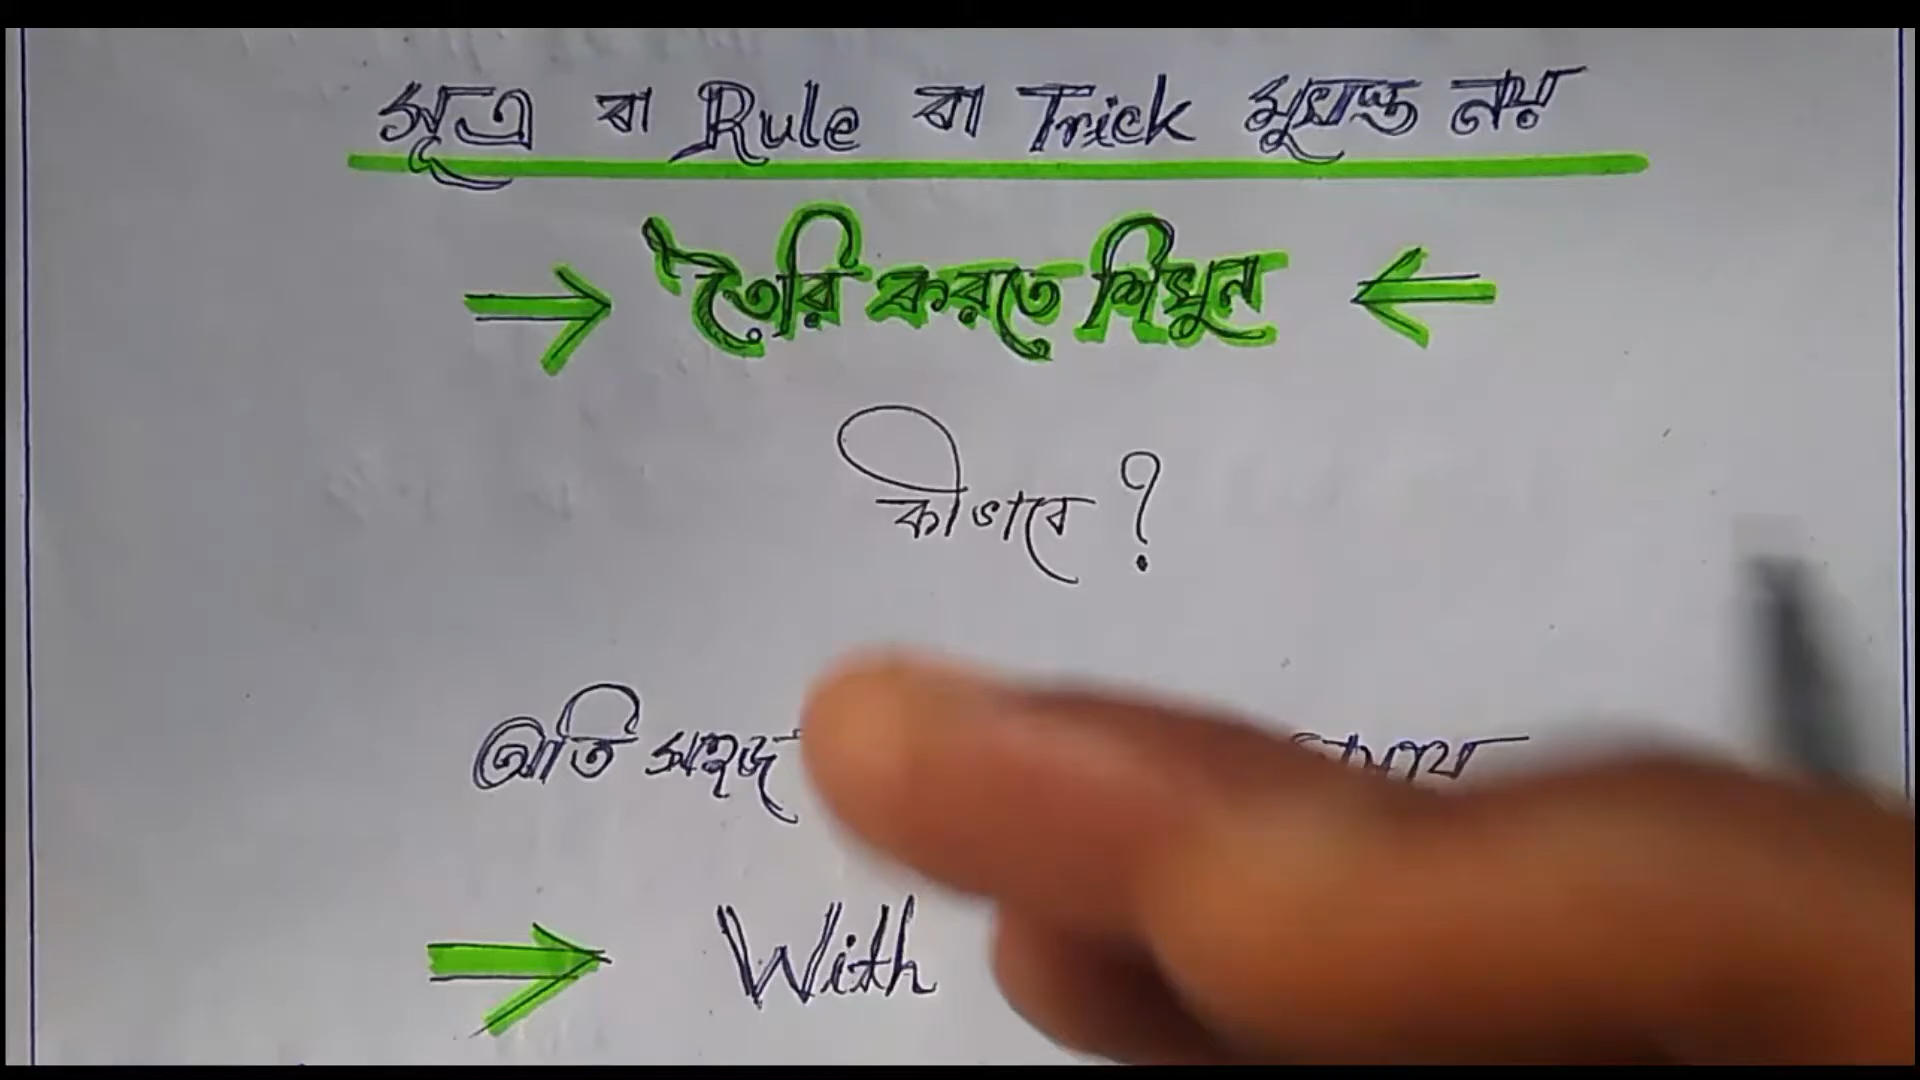 সূত্র বা Rule বা Trick মুখস্ত নয়
তৈরি করতে শিখুন
কীভাবে ?
অতি সহজ
With